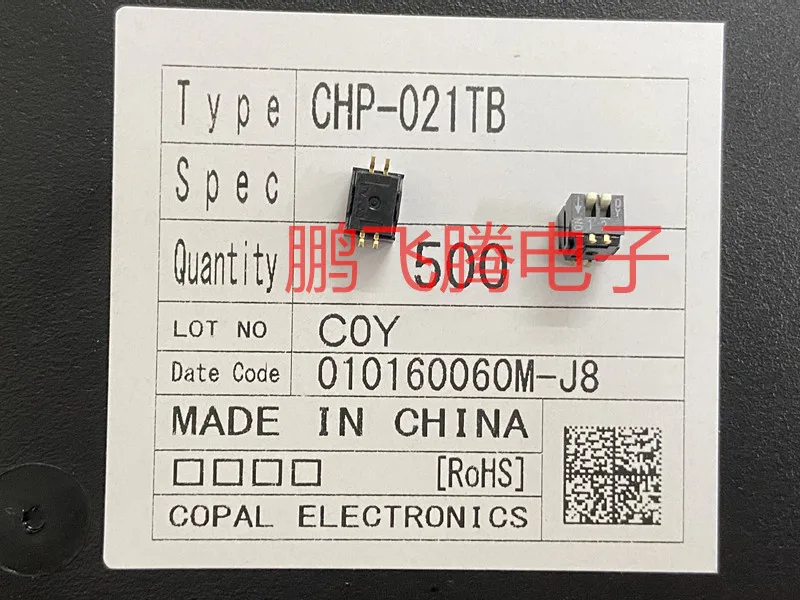 Type CHP-021TB
Spec
Quantity 500
鹏飞腾电子
LOT NO C0Y
Date Code 010160060M-J8
MADE IN CHINA
□□□□ [RoHS]
COPAL ELECTRONICS